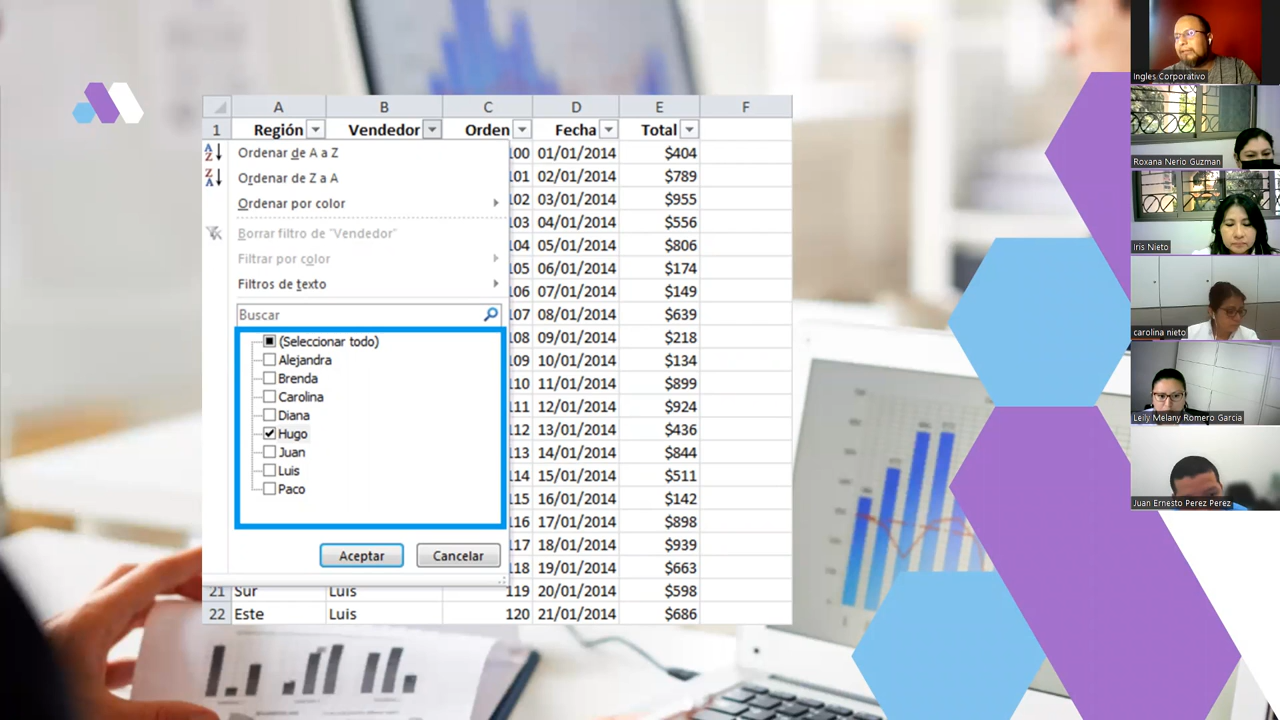 A B C D E F
1 Región Vendedor Orden Fecha Total
Ordenar de A a Z
Ordenar de Z a A
Ordenar por color
Borrar filtro de "Vendedor"
Filtrar por color
Filtros de texto
Buscar
(Seleccionar todo)
Alejandra
Brenda
Carolina
Diana
Hugo
Juan
Luis
Paco
Aceptar Cancelar
100 01/01/2014 $404
101 02/01/2014 $789
102 03/01/2014 $955
103 04/01/2014 $556
104 05/01/2014 $806
105 06/01/2014 $174
106 07/01/2014 $149
107 08/01/2014 $639
108 09/01/2014 $218
109 10/01/2014 $134
110 11/01/2014 $899
111 12/01/2014 $924
112 13/01/2014 $436
113 14/01/2014 $844
114 15/01/2014 $511
115 16/01/2014 $142
116 17/01/2014 $898
117 18/01/2014 $939
118 19/01/2014 $663
21 Sur Luis 119 20/01/2014 $598
22 Este Luis 120 21/01/2014 $686
Ingles Corporativo
Roxana Nerio Guzman
Iris Nieto
carolina nieto
Leily Melany Romero Garcia
Juan Ernesto Perez Perez